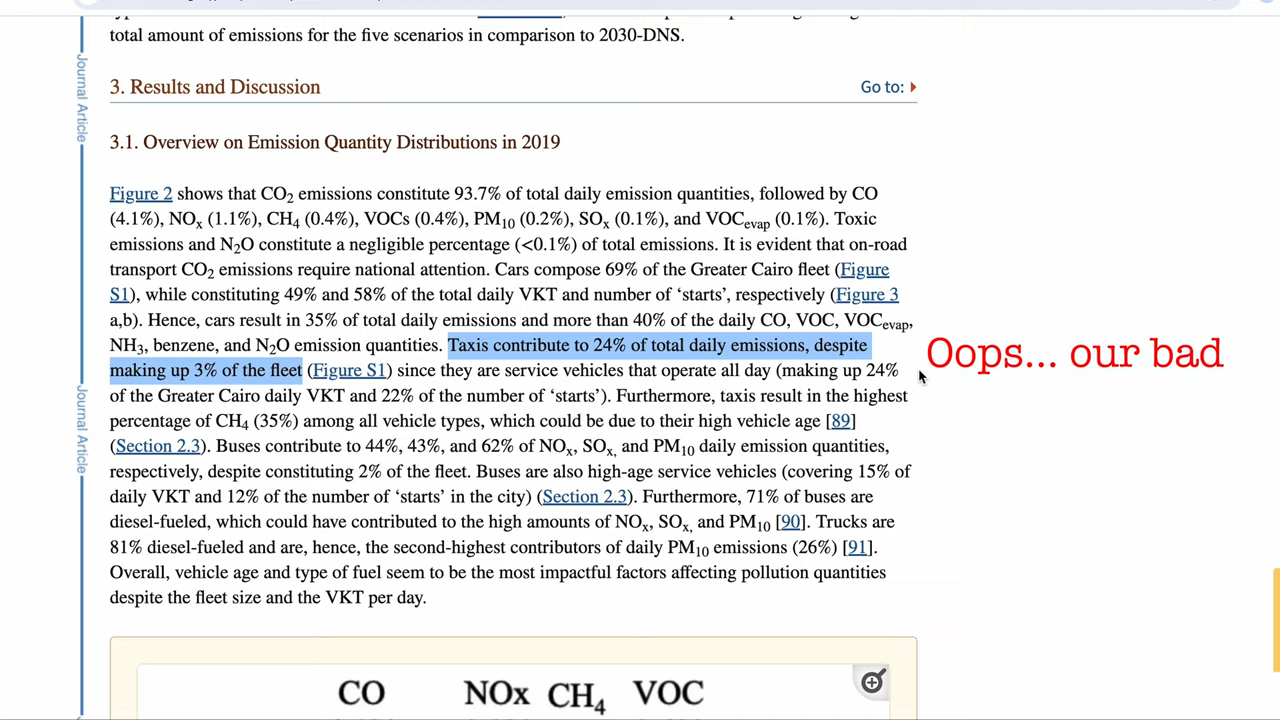 total amount of emissions for the five scenarios in comparison to 2030-DNS.
3. Results and Discussion
Go to:
3.1. Overview on Emission Quantity Distributions in 2019
Figure 2 shows that CO₂ emissions constitute 93.7% of total daily emission quantities, followed by CO
(4.1%), NOₓ (1.1%), CH₄ (0.4%), VOCs (0.4%), PM₁₀ (0.2%), SOₓ (0.1%), and VOCevap (0.1%). Toxic
emissions and N₂O constitute a negligible percentage (<0.1%) of total emissions. It is evident that on-road
transport CO₂ emissions require national attention. Cars compose 69% of the Greater Cairo fleet (Figure
S1), while constituting 49% and 58% of the total daily VKT and number of ‘starts’, respectively (Figure 3
a,b). Hence, cars result in 35% of total daily emissions and more than 40% of the daily CO, VOC, VOCevap,
NH₃, benzene, and N₂O emission quantities. Taxis contribute to 24% of total daily emissions, despite
making up 3% of the fleet (Figure S1) since they are service vehicles that operate all day (making up 24%
of the Greater Cairo daily VKT and 22% of the number of ‘starts’). Furthermore, taxis result in the highest
percentage of CH₄ (35%) among all vehicle types, which could be due to their high vehicle age [89]
(Section 2.3). Buses contribute to 44%, 43%, and 62% of NOₓ, SOₓ, and PM₁₀ daily emission quantities,
respectively, despite constituting 2% of the fleet. Buses are also high-age service vehicles (covering 15% of
daily VKT and 12% of the number of ‘starts’ in the city) (Section 2.3). Furthermore, 71% of buses are
diesel-fueled, which could have contributed to the high amounts of NOₓ, SOₓ, and PM₁₀ [90]. Trucks are
81% diesel-fueled and are, hence, the second-highest contributors of daily PM₁₀ emissions (26%) [91].
Overall, vehicle age and type of fuel seem to be the most impactful factors affecting pollution quantities
despite the fleet size and the VKT per day.
Oops... our bad
Journal Article
Journal Article
CO NOx CH₄ VOC